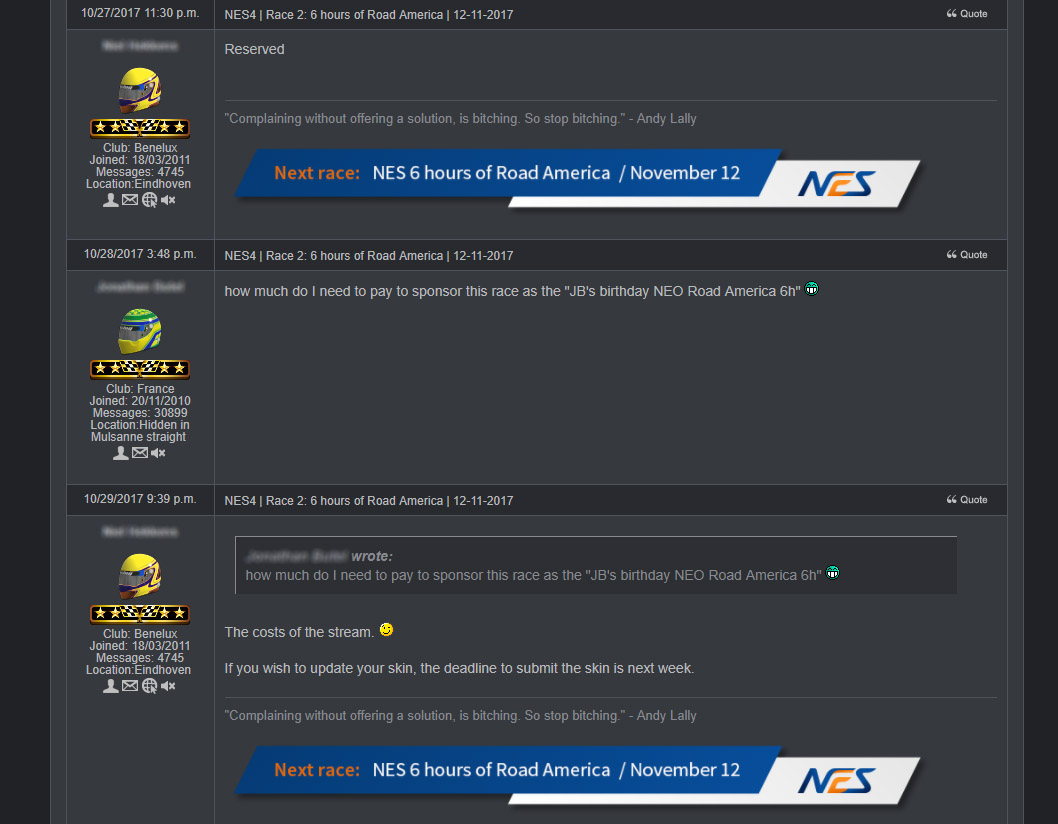 10/27/2017 11:30 p.m. NES4 | Race 2: 6 hours of Road America | 12-11-2017 Quote
Reserved
Club: Benelux
Joined: 18/03/2011
Messages: 4745
Location:Eindhoven
"Complaining without offering a solution, is bitching. So stop bitching." - Andy Lally
Next race: NES 6 hours of Road America / November 12 NES
10/28/2017 3:48 p.m. NES4 | Race 2: 6 hours of Road America | 12-11-2017 Quote
how much do I need to pay to sponsor this race as the "JB's birthday NEO Road America 6h"
Club: France
Joined: 20/11/2010
Messages: 30899
Location:Hidden in
Mulsanne straight
10/29/2017 9:39 p.m. NES4 | Race 2: 6 hours of Road America | 12-11-2017 Quote
wrote:
how much do I need to pay to sponsor this race as the "JB's birthday NEO Road America 6h"
Club: Benelux
Joined: 18/03/2011
Messages: 4745
Location:Eindhoven
The costs of the stream.
If you wish to update your skin, the deadline to submit the skin is next week.
"Complaining without offering a solution, is bitching. So stop bitching." - Andy Lally
Next race: NES 6 hours of Road America / November 12 NES